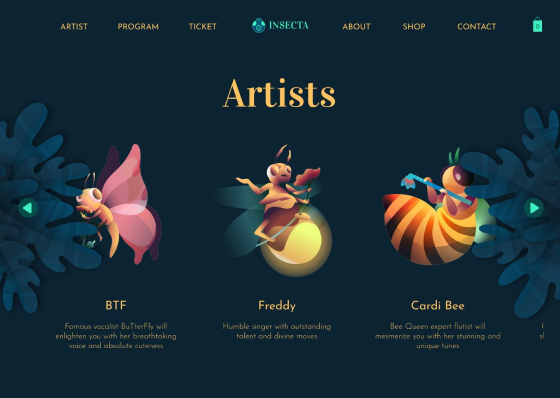 ARTIST PROGRAM TICKET INSECTA ABOUT SHOP CONTACT 0
Artists
BTF
Famous vocalist BuTterFly will
enlighten you with her breathtaking
voice and absolute cuteness
Freddy
Humble singer with outstanding
talent and divine moves
Cardi Bee
Bee Queen expert flutist will
mesmerize you with her stunning and
unique tunes